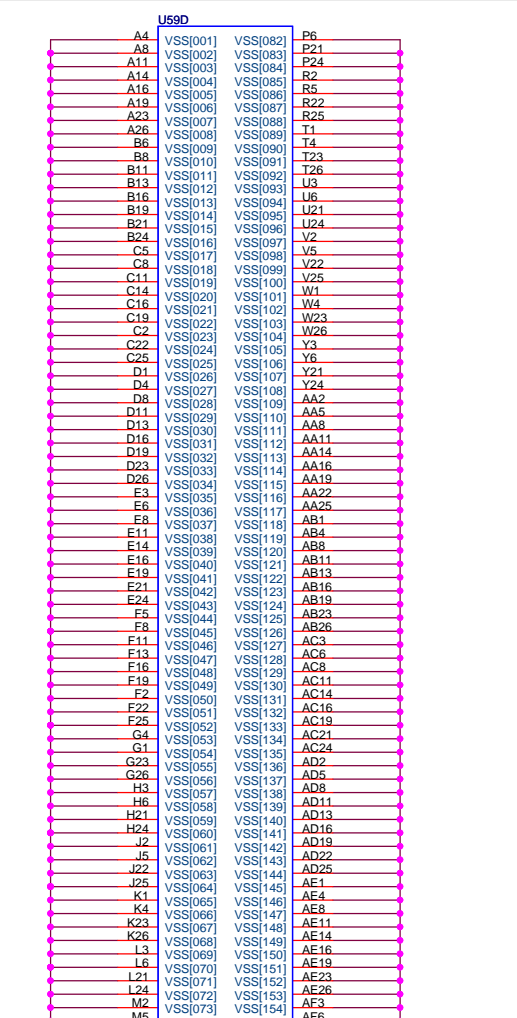 U59D
A4 VSS[001] VSS[082] P6
A8 VSS[002] VSS[083] P21
A11 VSS[003] VSS[084] P24
A14 VSS[004] VSS[085] R2
A16 VSS[005] VSS[086] R5
A19 VSS[006] VSS[087] R22
A23 VSS[007] VSS[088] R25
A26 VSS[008] VSS[089] T1
B6 VSS[009] VSS[090] T4
B8 VSS[010] VSS[091] T23
B11 VSS[011] VSS[092] T26
B13 VSS[012] VSS[093] U3
B16 VSS[013] VSS[094] U6
B19 VSS[014] VSS[095] U21
B21 VSS[015] VSS[096] U24
B24 VSS[016] VSS[097] V2
C5 VSS[017] VSS[098] V5
C8 VSS[018] VSS[099] V22
C11 VSS[019] VSS[100] V25
C14 VSS[020] VSS[101] W1
C16 VSS[021] VSS[102] W4
C19 VSS[022] VSS[103] W23
C2 VSS[023] VSS[104] W26
C22 VSS[024] VSS[105] Y3
C25 VSS[025] VSS[106] Y6
D1 VSS[026] VSS[107] Y21
D4 VSS[027] VSS[108] Y24
D8 VSS[028] VSS[109] AA2
D11 VSS[029] VSS[110] AA5
D13 VSS[030] VSS[111] AA8
D16 VSS[031] VSS[112] AA11
D19 VSS[032] VSS[113] AA14
D23 VSS[033] VSS[114] AA16
D26 VSS[034] VSS[115] AA19
E3 VSS[035] VSS[116] AA22
E6 VSS[036] VSS[117] AA25
E8 VSS[037] VSS[118] AB1
E11 VSS[038] VSS[119] AB4
E14 VSS[039] VSS[120] AB8
E16 VSS[040] VSS[121] AB11
E19 VSS[041] VSS[122] AB13
E21 VSS[042] VSS[123] AB16
E24 VSS[043] VSS[124] AB19
F5 VSS[044] VSS[125] AB23
F8 VSS[045] VSS[126] AB26
F11 VSS[046] VSS[127] AC3
F13 VSS[047] VSS[128] AC6
F16 VSS[048] VSS[129] AC8
F19 VSS[049] VSS[130] AC11
F2 VSS[050] VSS[131] AC14
F22 VSS[051] VSS[132] AC16
F25 VSS[052] VSS[133] AC19
G4 VSS[053] VSS[134] AC21
G1 VSS[054] VSS[135] AC24
G23 VSS[055] VSS[136] AD2
G26 VSS[056] VSS[137] AD5
H3 VSS[057] VSS[138] AD8
H6 VSS[058] VSS[139] AD11
H21 VSS[059] VSS[140] AD13
H24 VSS[060] VSS[141] AD16
J2 VSS[061] VSS[142] AD19
J5 VSS[062] VSS[143] AD22
J22 VSS[063] VSS[144] AD25
J25 VSS[064] VSS[145] AE1
K1 VSS[065] VSS[146] AE4
K4 VSS[066] VSS[147] AE8
K23 VSS[067] VSS[148] AE11
K26 VSS[068] VSS[149] AE14
L3 VSS[069] VSS[150] AE16
L6 VSS[070] VSS[151] AE19
L21 VSS[071] VSS[152] AE23
L24 VSS[072] VSS[153] AE26
M2 VSS[073] VSS[154] AF3
M5 AF6